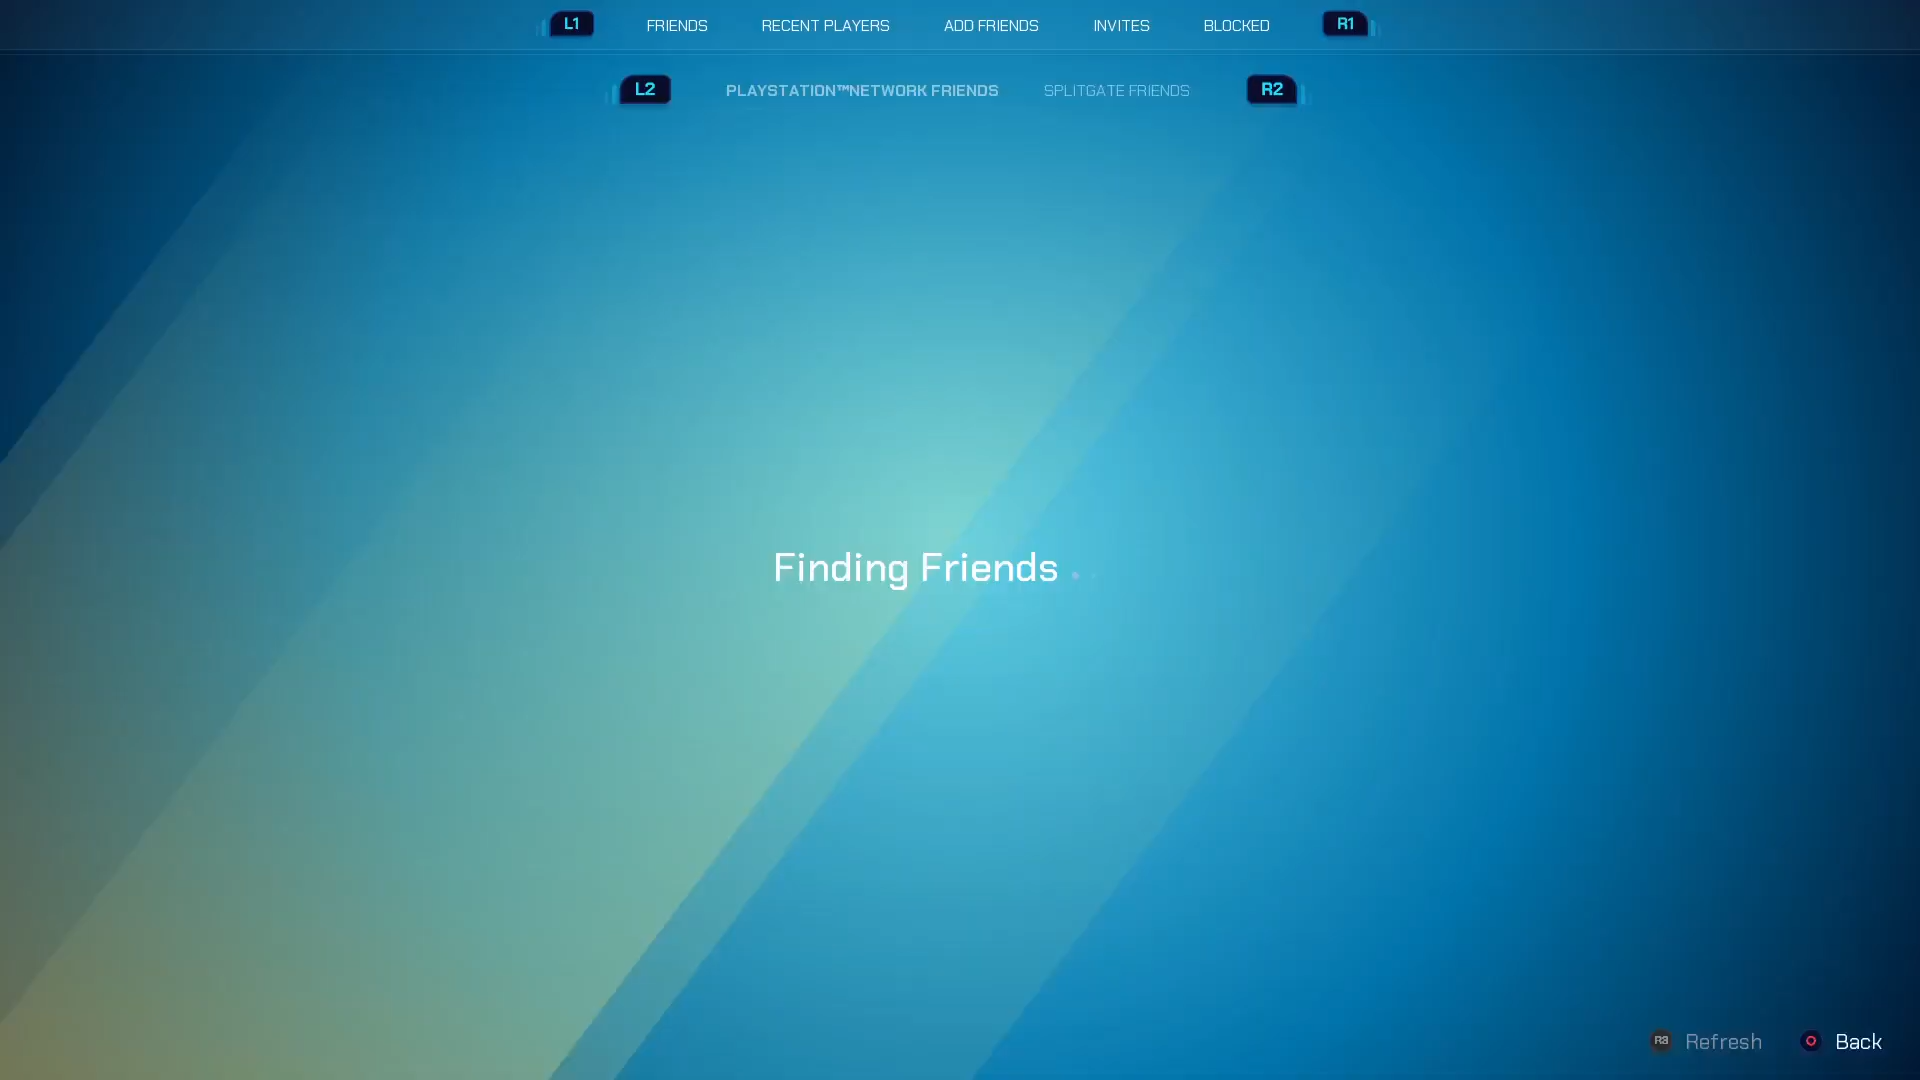 L1 FRIENDS RECENT PLAYERS ADD FRIENDS INVITES BLOCKED R1
L2 PLAYSTATION™NETWORK FRIENDS SPLITGATE FRIENDS R2
Finding Friends
R3 Refresh Back